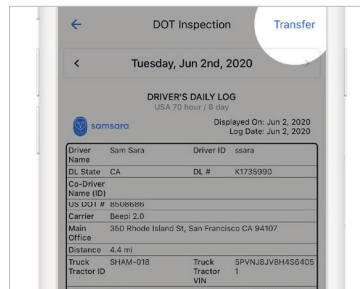 DOT Inspection Transfer
Tuesday, Jun 2nd, 2020
DRIVER'S DAILY LOG
USA 70 hour / 8 day
samsara
Displayed On: Jun 2, 2020
Log Date: Jun 2, 2020
Driver Name Sam Sara Driver ID ssara
DL State CA DL # K1735990
Co-Driver Name (ID)
US DOT # 8508686
Carrier Beepi 2.0
Main Office 350 Rhode Island St, San Francisco CA 94107
Distance 4.4 mi
Truck Tractor ID SHAM-018 Truck Tractor VIN 5PVNJ8JV8H4S64051